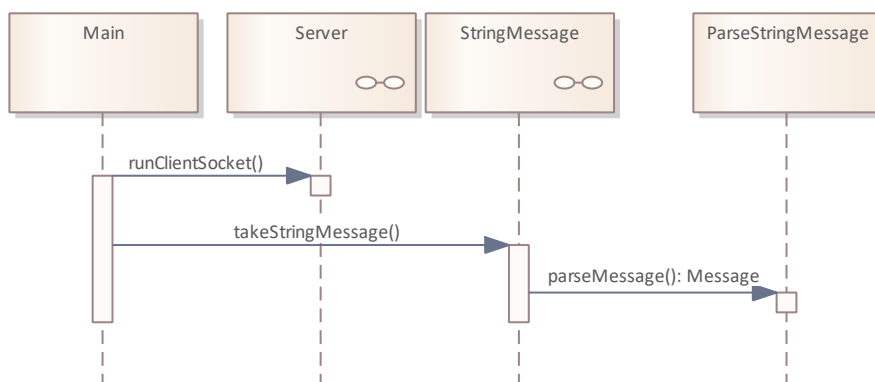 Main
Server
StringMessage
ParseStringMessage
runClientSocket()
takeStringMessage()
parseMessage(): Message